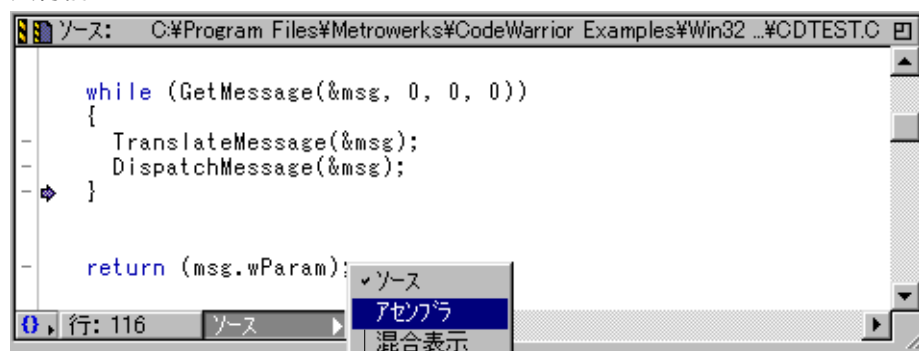 ソース: C:¥Program Files¥Metrowerks¥CodeWarrior Examples¥Win32 ...¥CDTEST.C
while (GetMessage(&msg, 0, 0, 0))
{
TranslateMessage(&msg);
DispatchMessage(&msg);
}
return (msg.wParam);
ソース
アセンブラ
混合表示
行: 116 ソース